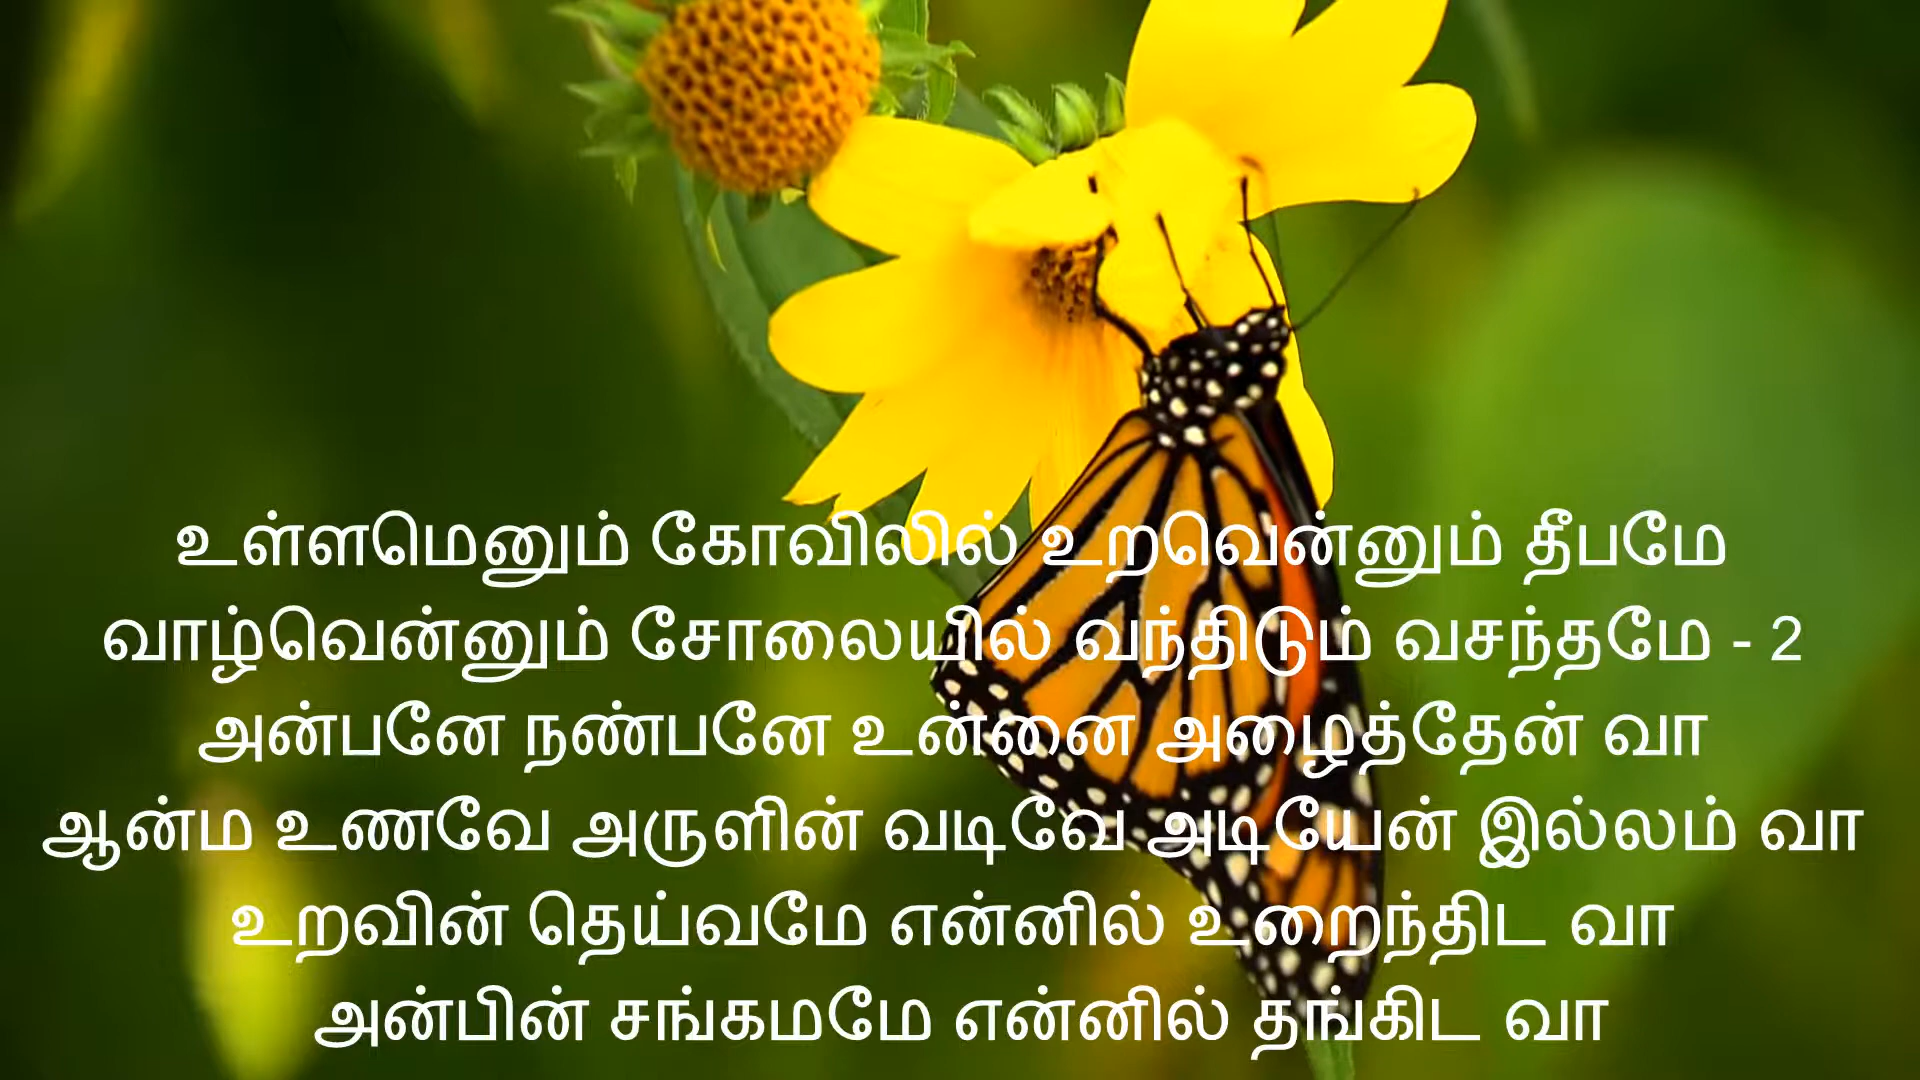 உள்ளமெனும் கோவிலில் உறவென்னும் தீபமே
வாழ்வென்னும் சோலையில் வந்திடும் வசந்தமே - 2
அன்பனே நண்பனே உன்னை அழைத்தேன் வா
ஆன்ம உணவே அருளின் வடிவே அடியேன் இல்லம் வா
உறவின் தெய்வமே என்னில் உறைந்திட வா
அன்பின் சங்கமமே என்னில் தங்கிட வா